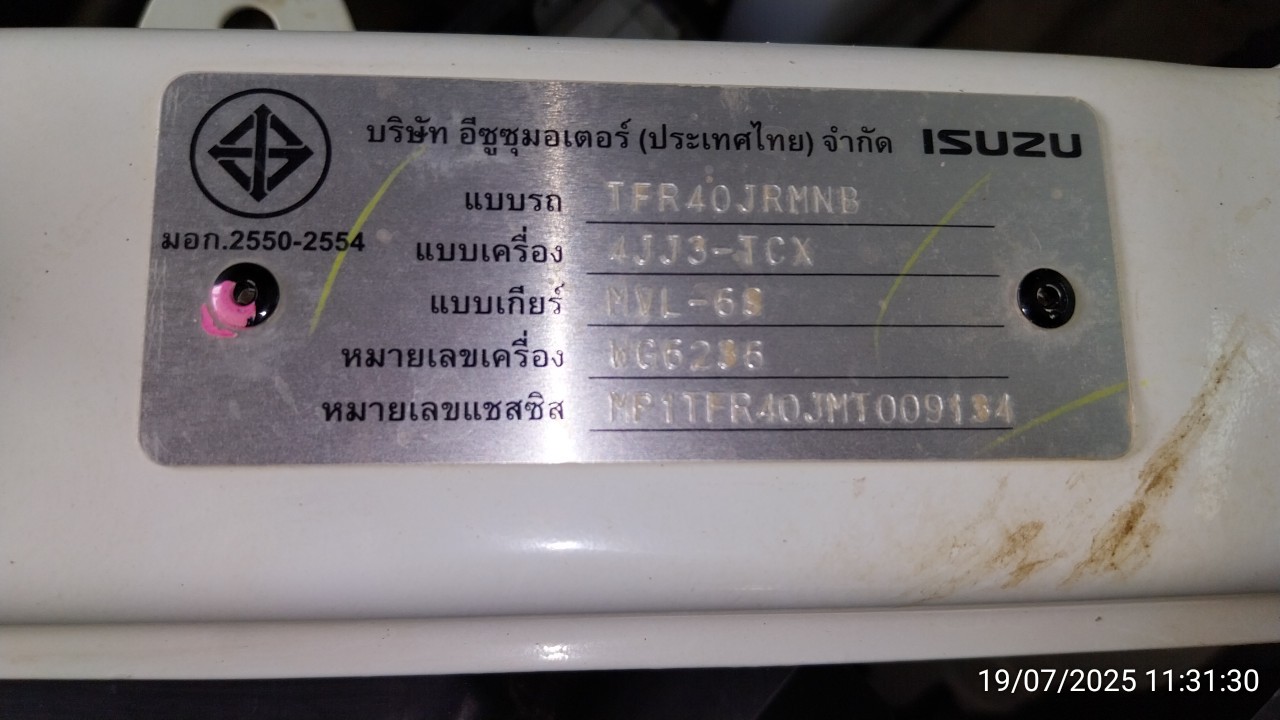 บริษัท อีซูซุมอเตอร์ (ประเทศไทย) จำกัด ISUZU
มอก.2550-2554
แบบรถ TFR40JRMNB
แบบเครื่อง 4JJ3-TCX
แบบเกียร์ MVL-6S
หมายเลขเครื่อง WG6236
หมายเลขแชสซิส MP1TFR40JMT009134
19/07/2025 11:31:30